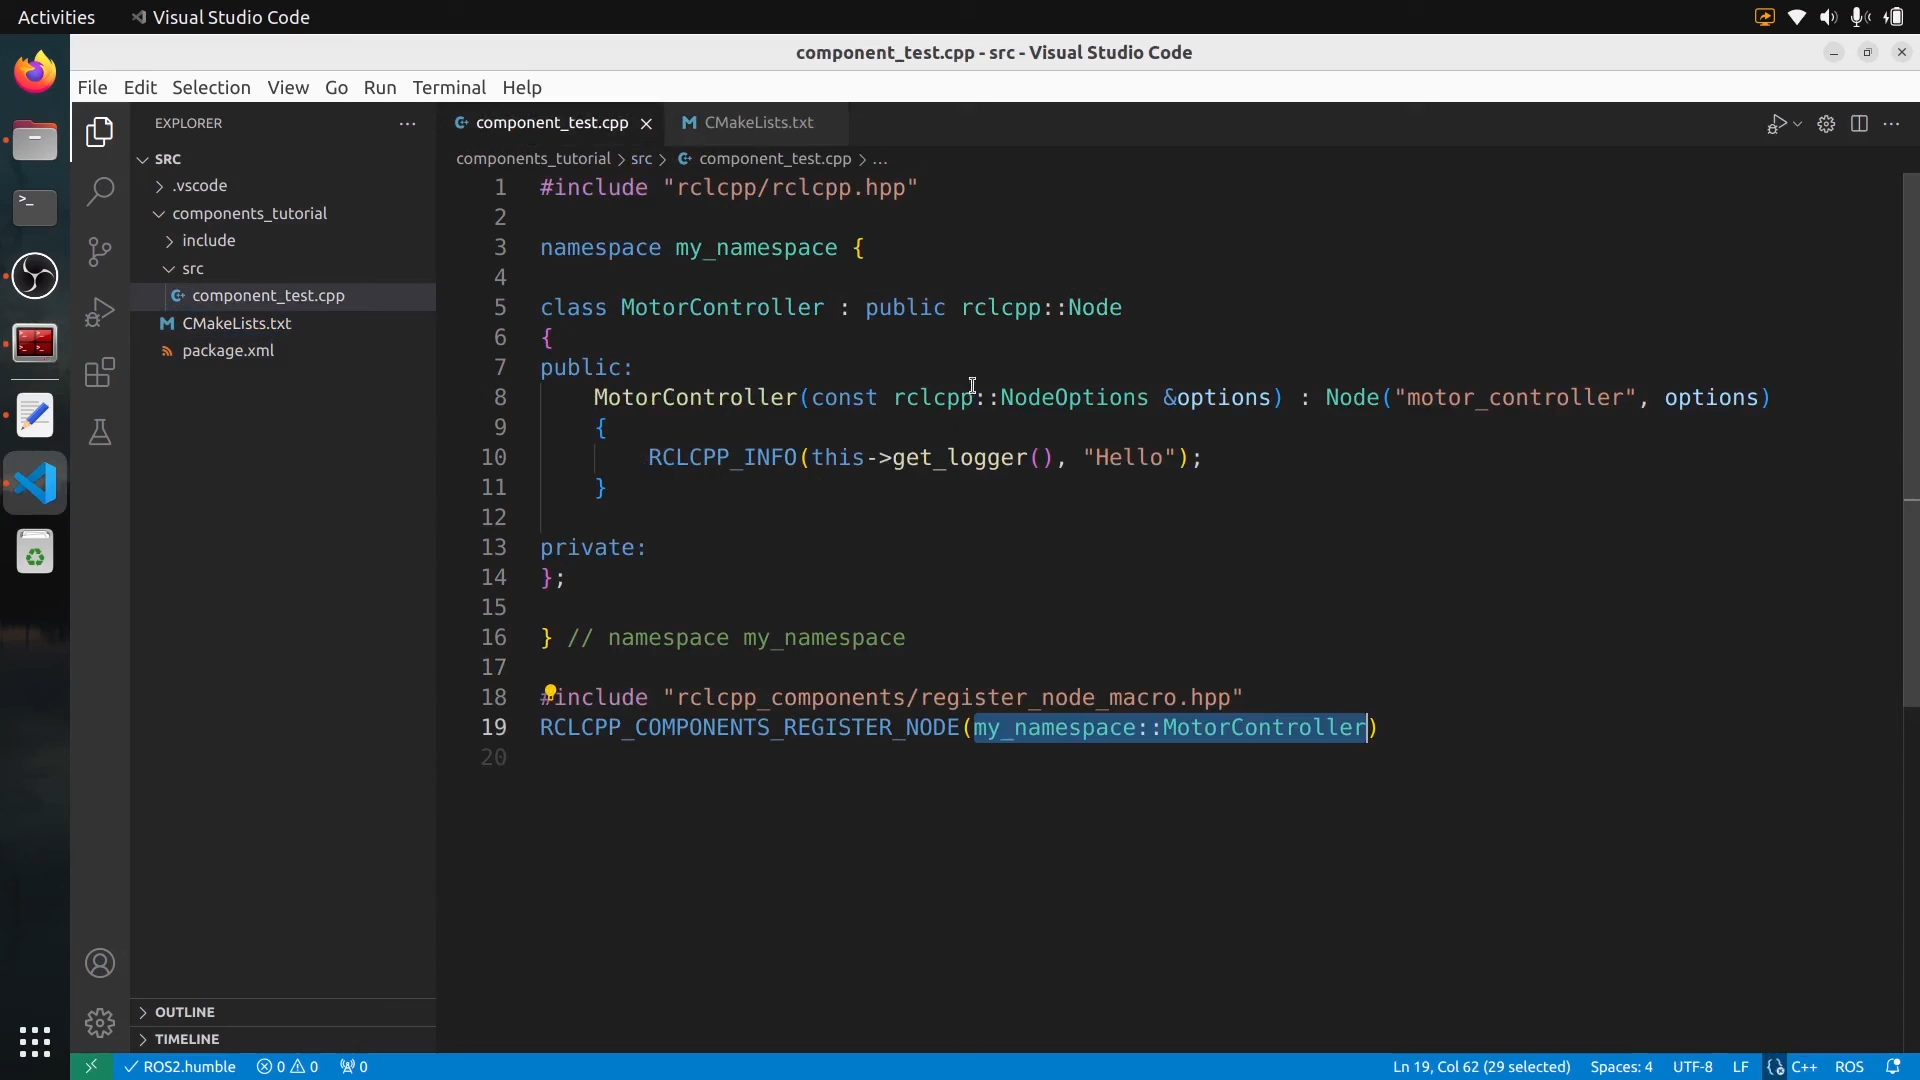 Activities
Visual Studio Code
component_test.cpp - src - Visual Studio Code
File Edit Selection View Go Run Terminal Help
EXPLORER
SRC
.vscode
components_tutorial
include
src
component_test.cpp
CMakeLists.txt
package.xml
OUTLINE
TIMELINE
component_test.cpp
CMakeLists.txt
components_tutorial > src > component_test.cpp > ...
1 #include "rclcpp/rclcpp.hpp"
2
3 namespace my_namespace {
4
5 class MotorController : public rclcpp::Node
6 {
7 public:
8 MotorController(const rclcpp::NodeOptions &options) : Node("motor_controller", options)
9 {
10 RCLCPP_INFO(this->get_logger(), "Hello");
11 }
12
13 private:
14 };
15
16 } // namespace my_namespace
17
18 #include "rclcpp_components/register_node_macro.hpp"
19 RCLCPP_COMPONENTS_REGISTER_NODE(my_namespace::MotorController)
20
ROS2.humble 0 0 0 Ln 19, Col 62 (29 selected) Spaces: 4 UTF-8 LF C++ ROS